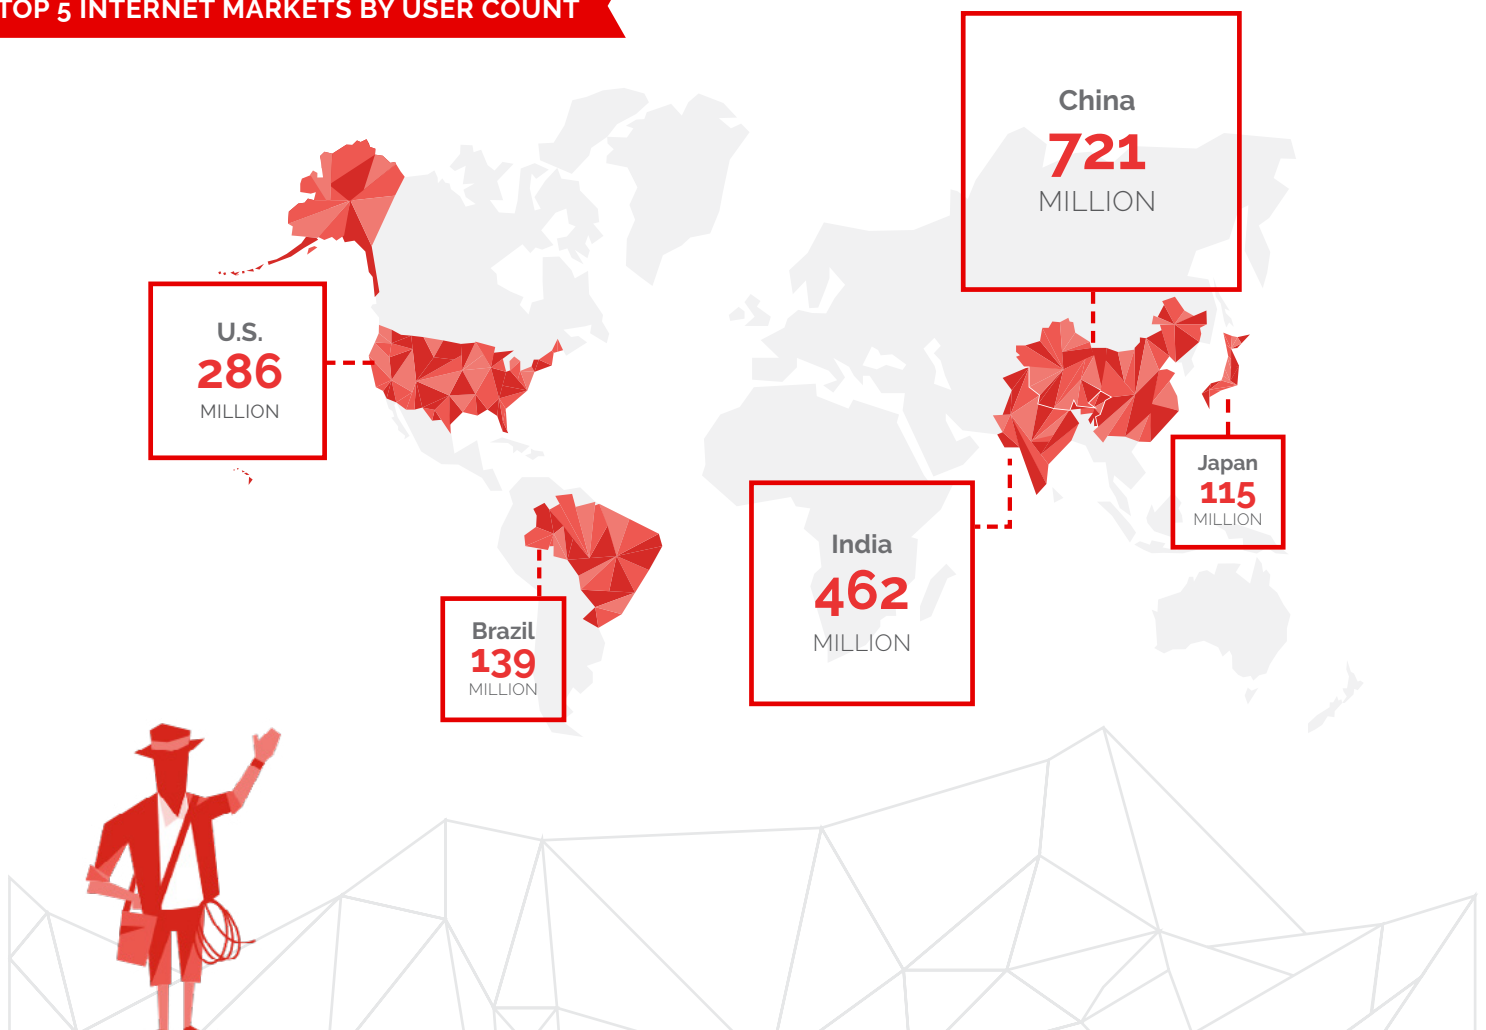 TOP 5 INTERNET MARKETS BY USER COUNT
China
721
MILLION
U.S.
286
MILLION
Japan
115
MILLION
India
462
MILLION
Brazil
139
MILLION